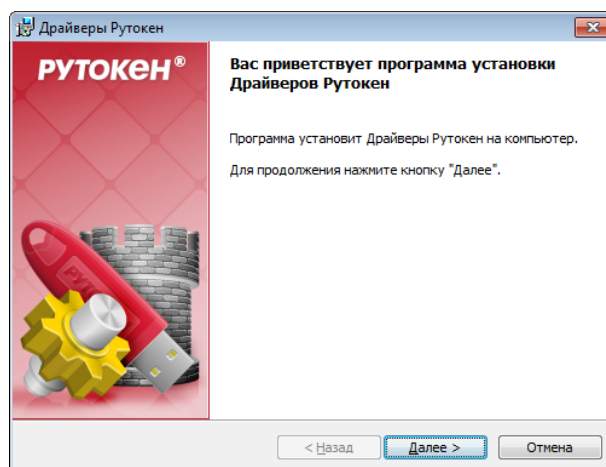 Драйверы Рутокен
РУТОКЕН®
Вас приветствует программа установки
Драйверов Рутокен
Программа установит Драйверы Рутокен на компьютер.
Для продолжения нажмите кнопку "Далее".
< Назад
Далее >
Отмена